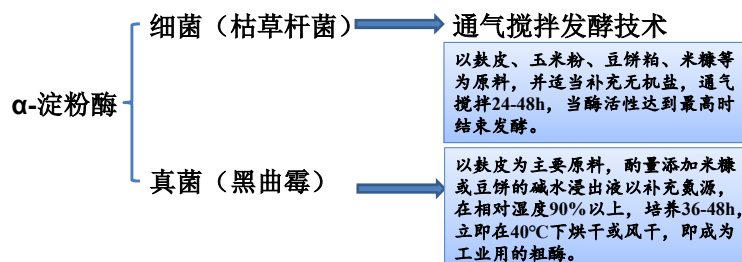 细菌（枯草杆菌）
通气搅拌发酵技术
以麸皮、玉米粉、豆饼粕、米糠等
为原料，并适当补充无机盐，通气
搅拌24-48h，当酶活性达到最高时
结束发酵。
α-淀粉酶
真菌（黑曲霉）
以麸皮为主要原料，酌量添加米糠
或豆饼的碱水浸出液以补充氮源，
在相对湿度90%以上，培养36-48h，
立即在40℃下烘干或风干，即成为
工业用的粗酶。